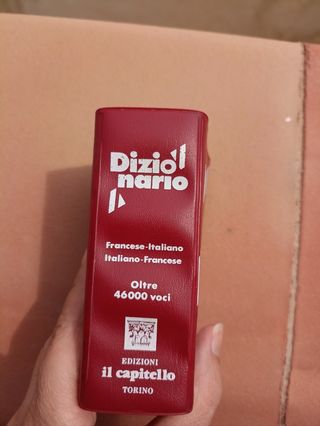 Dizio
nario
Francese-Italiano
Italiano-Francese
Oltre
46000 voci
EDIZIONI
il capitello
TORINO